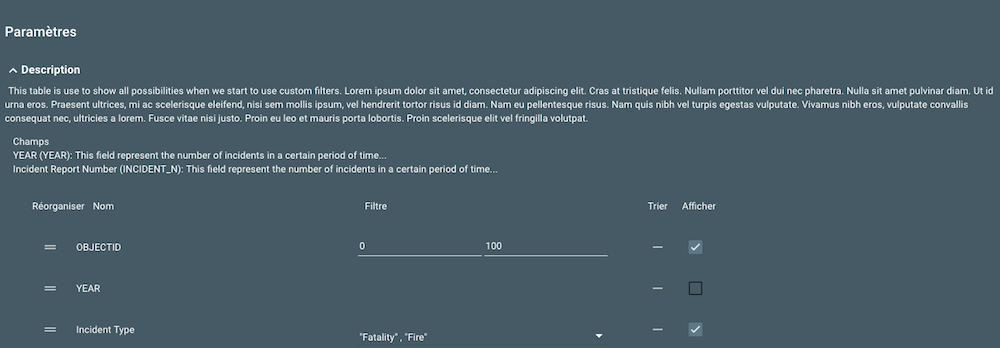 Paramètres
Description
This table is use to show all possibilities when we start to use custom filters. Lorem ipsum dolor sit amet, consectetur adipiscing elit. Cras at tristique felis. Nullam porttitor vel dui nec pharetra. Nulla sit amet pulvinar diam. Ut id
urna eros. Praesent ultrices, mi ac scelerisque eleifend, nisi sem mollis ipsum, vel hendrerit tortor risus id diam. Nam eu pellentesque risus. Nam quis nibh vel turpis egestas vulputate. Vivamus nibh eros, vulputate convallis
consequat nec, ultricies a lorem. Fusce vitae nisi justo. Proin eu leo et mauris porta lobortis. Proin scelerisque elit vel fringilla volutpat.
Champs
YEAR (YEAR): This field represent the number of incidents in a certain period of time...
Incident Report Number (INCIDENT_N): This field represent the number of incidents in a certain period of time...
Réorganiser Nom Filtre Trier Afficher
OBJECTID 0 100
YEAR
Incident Type "Fatality" , "Fire"